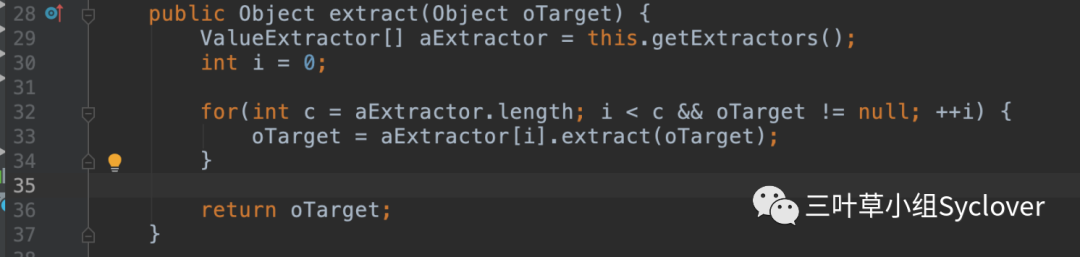 28 public Object extract(Object oTarget) {
29 ValueExtractor[] aExtractor = this.getExtractors();
30 int i = 0;
31
32 for(int c = aExtractor.length; i < c && oTarget != null; ++i) {
33 oTarget = aExtractor[i].extract(oTarget);
34 }
35
36 return oTarget;
三叶草小组Syclover
37 }